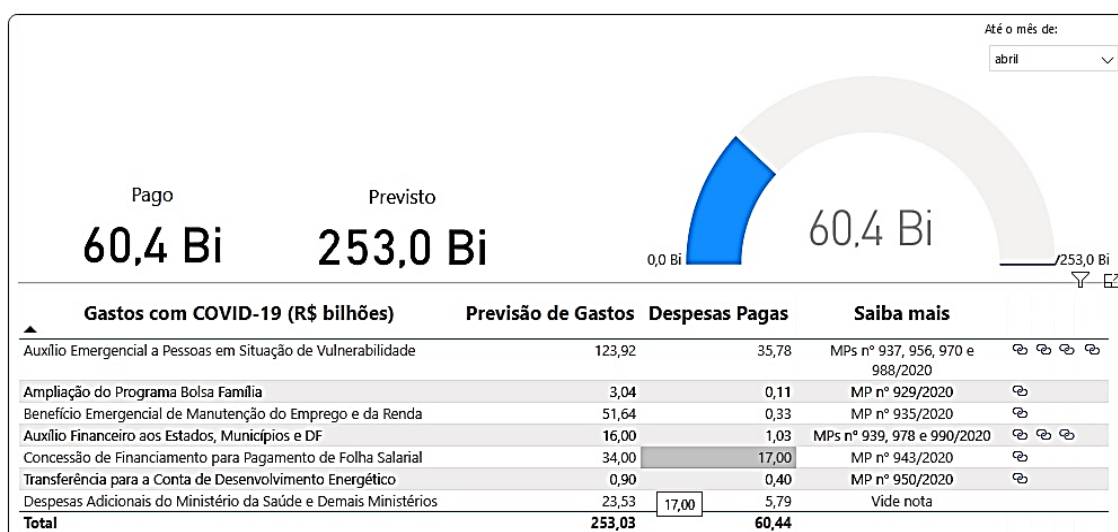 Até o mês de:
abril
Pago
Previsto
60,4 Bi
253,0 Bi
60,4 Bi
0,0 Bi
253,0 Bi
Gastos com COVID-19 (R$ bilhões) Previsão de Gastos Despesas Pagas Saiba mais
Auxílio Emergencial a Pessoas em Situação de Vulnerabilidade 123,92 35,78 MPs nº 937, 956, 970 e
988/2020
Ampliação do Programa Bolsa Família 3,04 0,11 MP nº 929/2020
Benefício Emergencial de Manutenção do Emprego e da Renda 51,64 0,33 MP nº 935/2020
Auxílio Financeiro aos Estados, Municípios e DF 16,00 1,03 MPs nº 939, 978 e 990/2020
Concessão de Financiamento para Pagamento de Folha Salarial 34,00 17,00 MP nº 943/2020
Transferência para a Conta de Desenvolvimento Energético 0,90 0,40 MP nº 950/2020
Despesas Adicionais do Ministério da Saúde e Demais Ministérios 23,53 5,79 Vide nota
17,00
Total 253,03 60,44